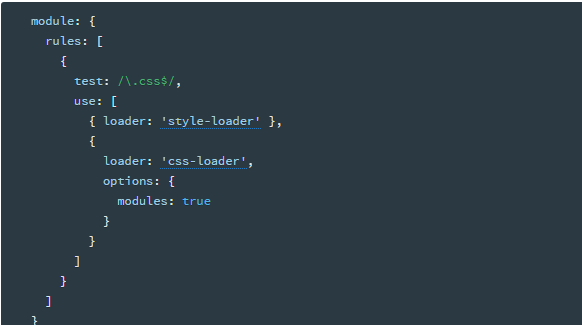 module: {
  rules: [
    {
      test: /\.css$/,
      use: [
        { loader: 'style-loader' },
        {
          loader: 'css-loader',
          options: {
            modules: true
          }
        }
      ]
    }
  ]
}